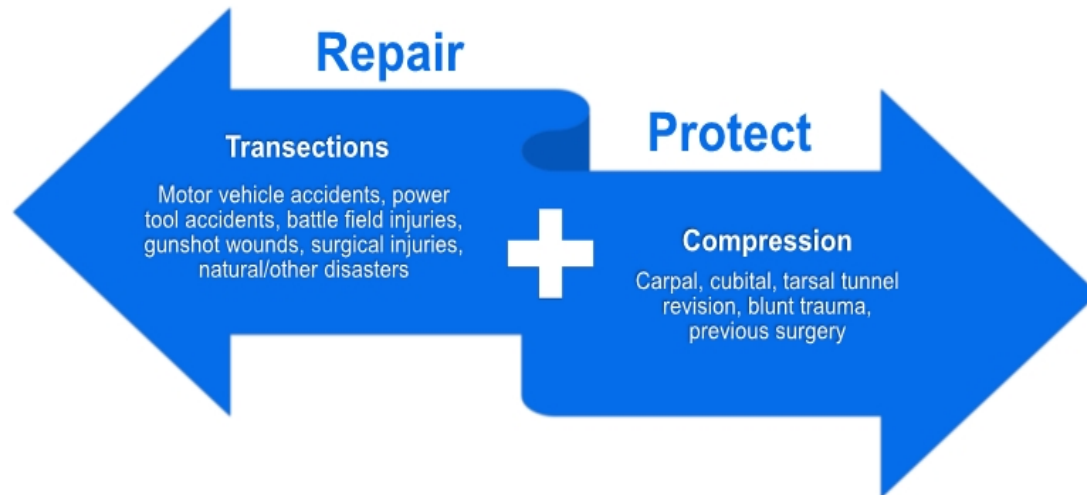 Repair
Transections
Motor vehicle accidents, power
tool accidents, battle field injuries,
gunshot wounds, surgical injuries,
natural/other disasters
Protect
Compression
Carpal, cubital, tarsal tunnel
revision, blunt trauma,
previous surgery